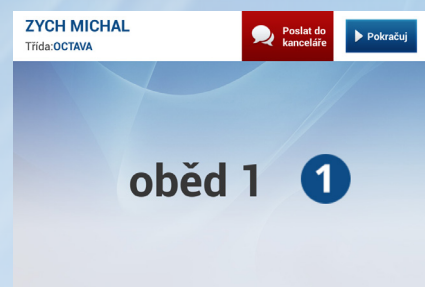 ZYCH MICHAL
Třída:OCTAVA
Poslat do
kanceláře
Pokračuj
oběd 1 1